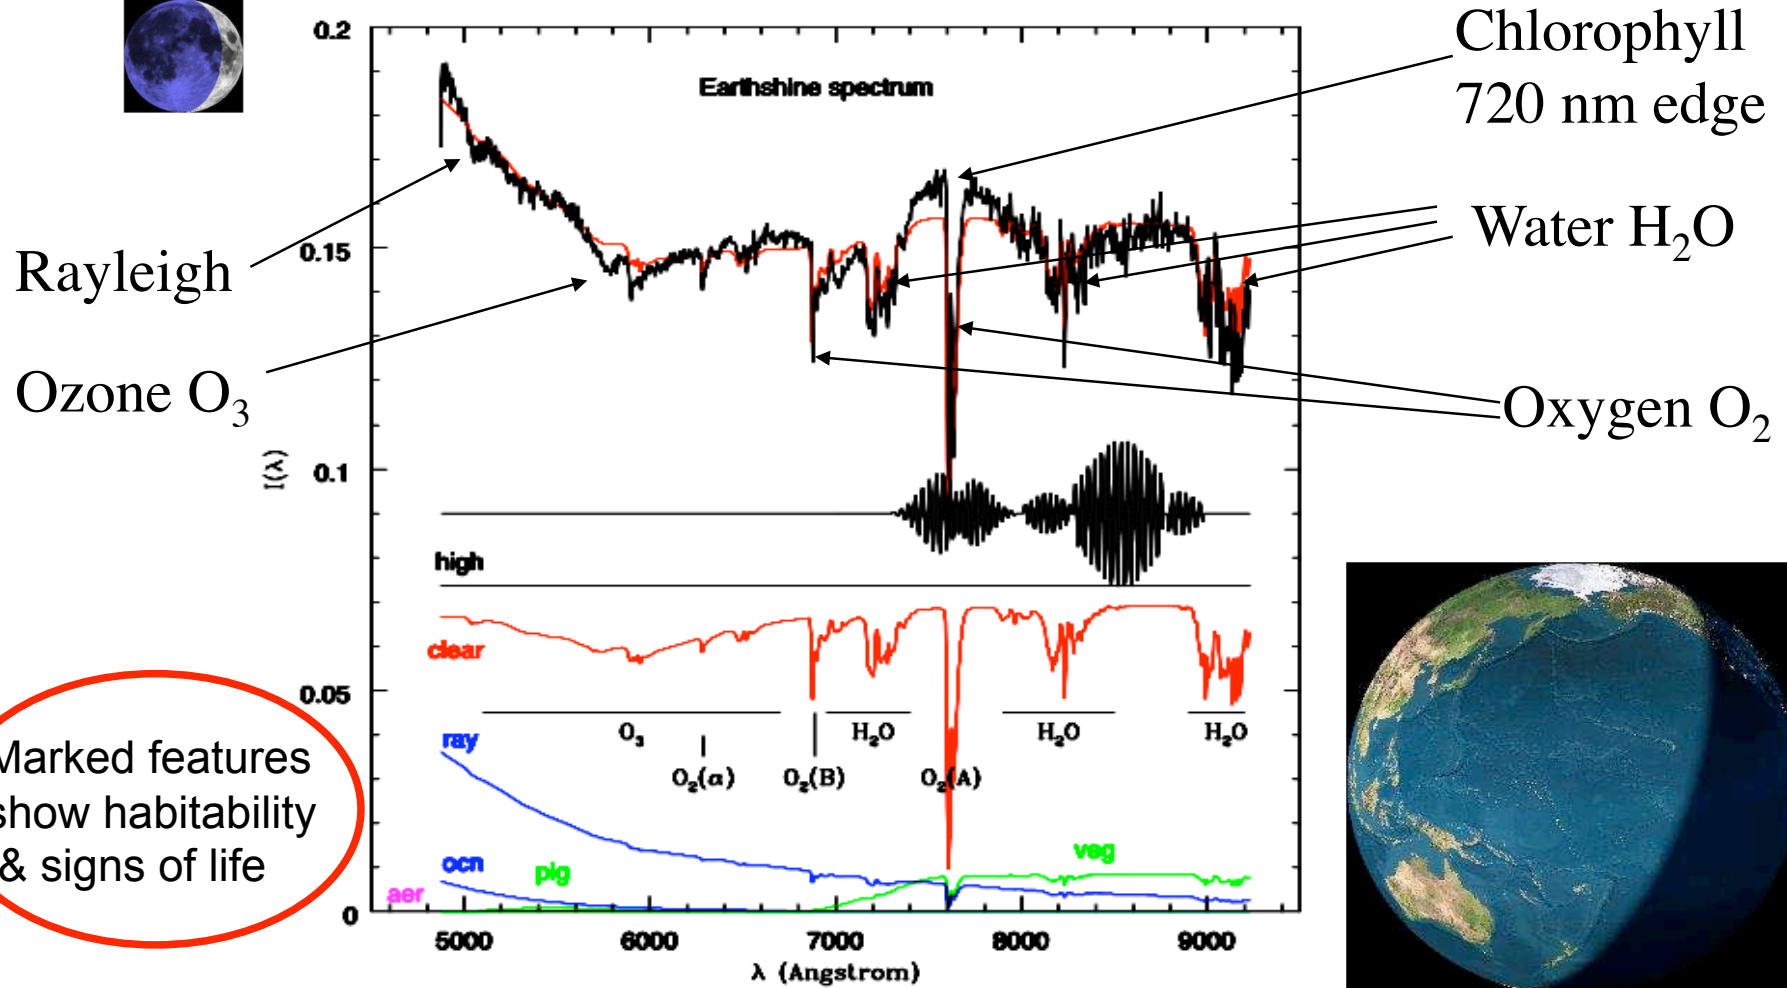 Earthshine spectrum
Chlorophyll
720 nm edge
Water H₂O
Oxygen O₂
Rayleigh
Ozone O₃
Marked features
show habitability
& signs of life
0.2
0.15
0.1
0.05
0
I(λ)
high
clear
O₃
O₂(α)
O₂(B)
H₂O
O₂(A)
H₂O
H₂O
ray
ocn
pig
veg
aer
5000 6000 7000 8000 9000
λ (Angstrom)